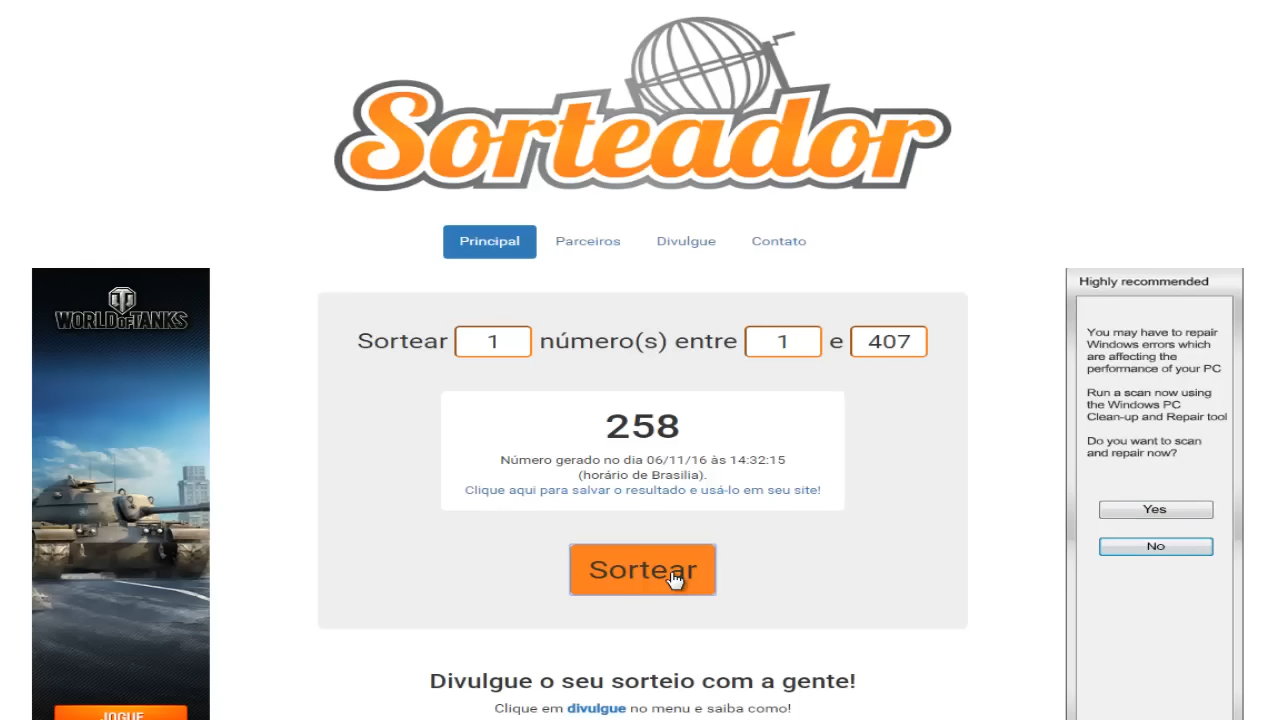 Sorteador
Principal
Parceiros
Divulgue
Contato
WORLD OF TANKS
JOGUE
Sortear 1 número(s) entre 1 e 407
258
Número gerado no dia 06/11/16 às 14:32:15
(horário de Brasilia).
Clique aqui para salvar o resultado e usá-lo em seu site!
Sortear
Divulgue o seu sorteio com a gente!
Clique em divulgue no menu e saiba como!
Highly recommended
You may have to repair
Windows errors which
are affecting the
performance of your PC
Run a scan now using
the Windows PC
Clean-up and Repair tool
Do you want to scan
and repair now?
Yes
No